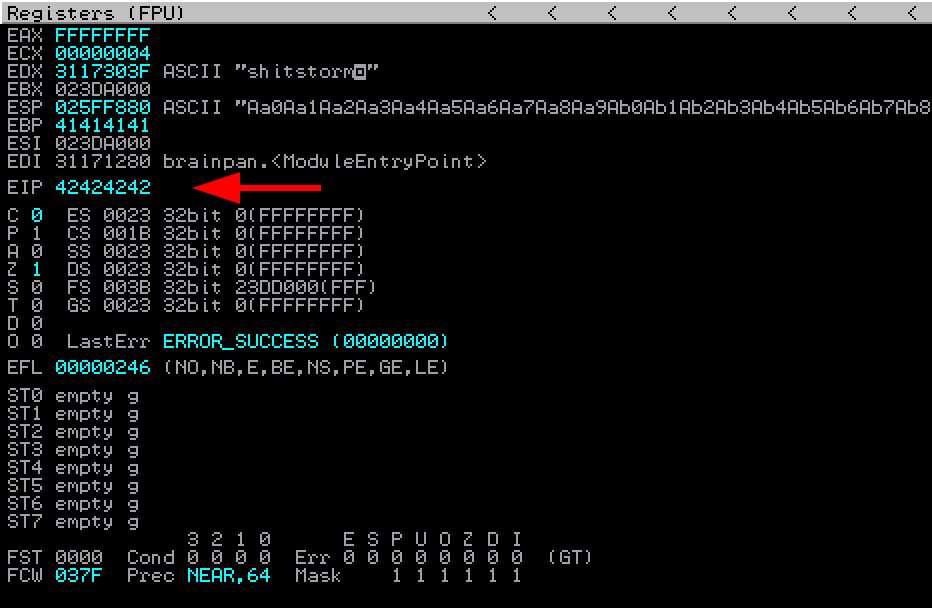 Registers (FPU) < < < < < < < <
EAX FFFFFFFF
ECX 00000004
EDX 3117303F ASCII "shitstorm"
EBX 023DA000
ESP 025FF880 ASCII "Aa0Aa1Aa2Aa3Aa4Aa5Aa6Aa7Aa8Aa9Ab0Ab1Ab2Ab3Ab4Ab5Ab6Ab7Ab8
EBP 41414141
ESI 023DA000
EDI 31171280 brainpan.<ModuleEntryPoint>
EIP 42424242
C 0 ES 0023 32bit 0(FFFFFFFF)
P 1 CS 001B 32bit 0(FFFFFFFF)
A 0 SS 0023 32bit 0(FFFFFFFF)
Z 1 DS 0023 32bit 0(FFFFFFFF)
S 0 FS 003B 32bit 23DD000(FFF)
T 0 GS 0023 32bit 0(FFFFFFFF)
D 0
O 0 LastErr ERROR_SUCCESS (00000000)
EFL 00000246 (NO,NB,E,BE,NS,PE,GE,LE)
ST0 empty g
ST1 empty g
ST2 empty g
ST3 empty g
ST4 empty g
ST5 empty g
ST6 empty g
ST7 empty g
3 2 1 0 E S P U O Z D I
FST 0000 Cond 0 0 0 0 Err 0 0 0 0 0 0 0 0 (GT)
FCW 037F Prec NEAR,64 Mask 1 1 1 1 1 1